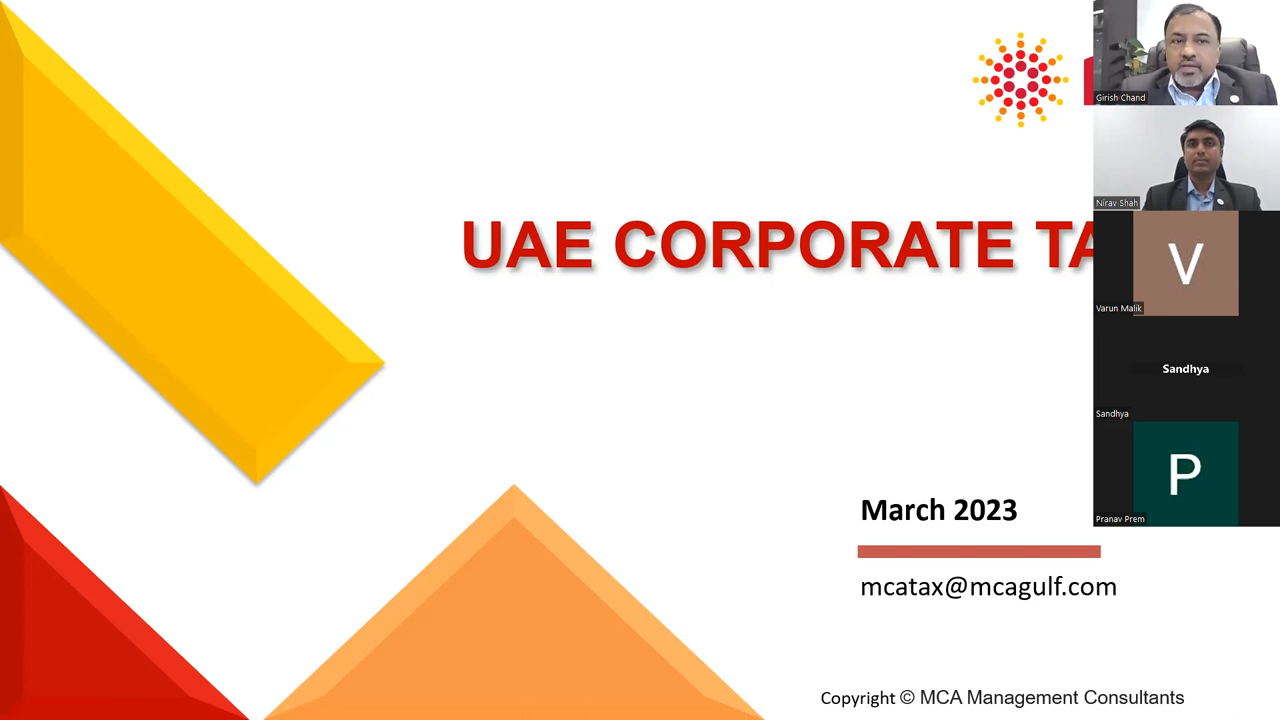 UAE CORPORATE TA
March 2023
mcatax@mcagulf.com
Copyright © MCA Management Consultants
Girish Chand
Nirav Shah
V
Varun Malik
Sandhya
Sandhya
P
Pranav Prem